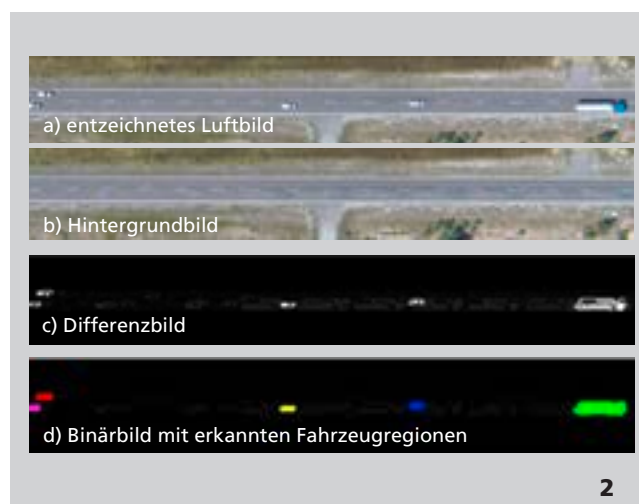 a) entzeichnetes Luftbild
b) Hintergrundbild
c) Differenzbild
d) Binärbild mit erkannten Fahrzeugregionen
2